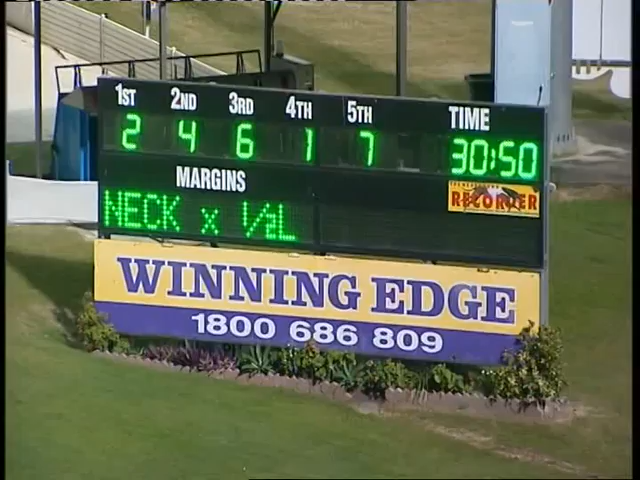 1ST 2ND 3RD 4TH 5TH TIME
2 4 6 1 7 30:50
MARGINS
RECORDER
NECK x 1/2L
WINNING EDGE
1800 686 809